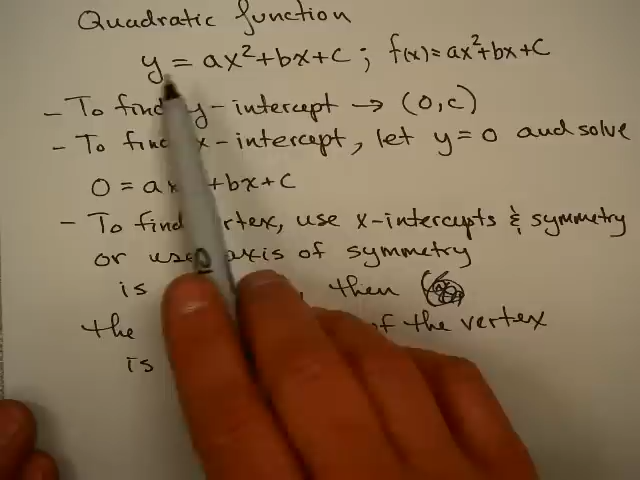 Quadratic function
y = ax²+bx+c ; f(x)=ax²+bx+c
- To find y-intercept → (0,c)
- To find x-intercept, let y=0 and solve
0 = ax +bx+c
- To find vertex, use x-intercepts & symmetry
or use axis of symmetry
is , then (
the of the vertex
is